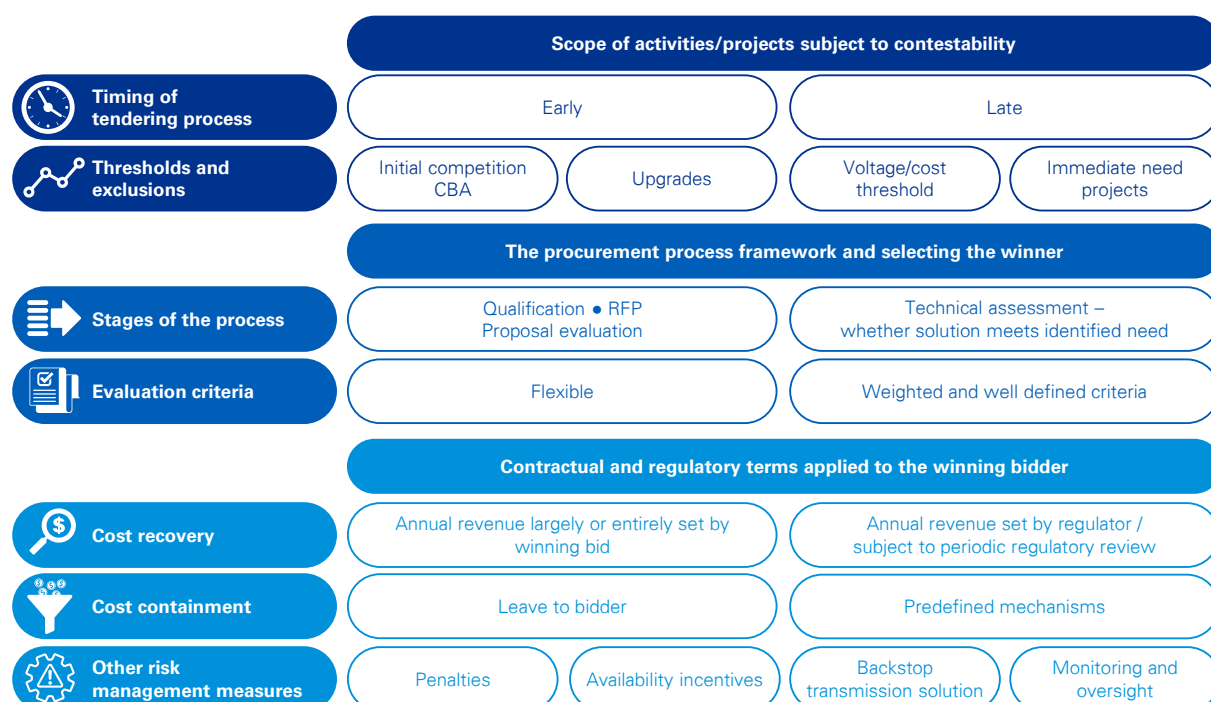 Scope of activities/projects subject to contestability
Timing of
tendering process
Early
Late
Thresholds and
exclusions
Initial competition
CBA
Upgrades
Voltage/cost
threshold
Immediate need
projects
The procurement process framework and selecting the winner
Stages of the process
Qualification ● RFP
Proposal evaluation
Technical assessment –
whether solution meets identified need
Evaluation criteria
Flexible
Weighted and well defined criteria
Contractual and regulatory terms applied to the winning bidder
$
Cost recovery
Annual revenue largely or entirely set by
winning bid
Annual revenue set by regulator /
subject to periodic regulatory review
$ $ $ $
Cost containment
Leave to bidder
Predefined mechanisms
Other risk
management measures
Penalties
Availability incentives
Backstop
transmission solution
Monitoring and
oversight